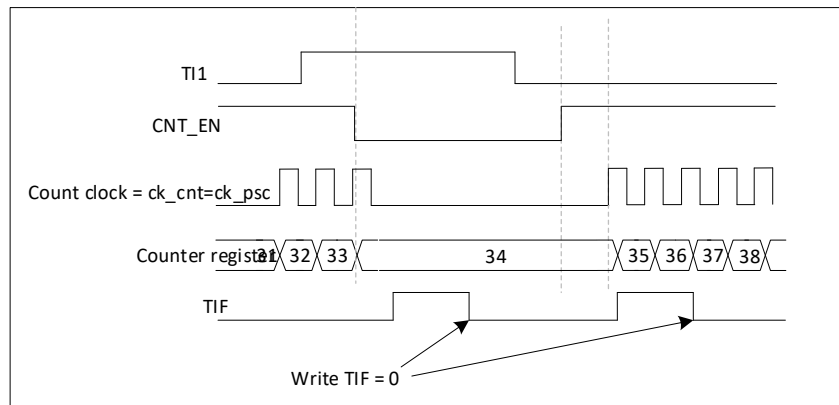 TI1
CNT_EN
Count clock = ck_cnt=ck_psc
Counter register 31 32 33 34 35 36 37 38
TIF
Write TIF = 0